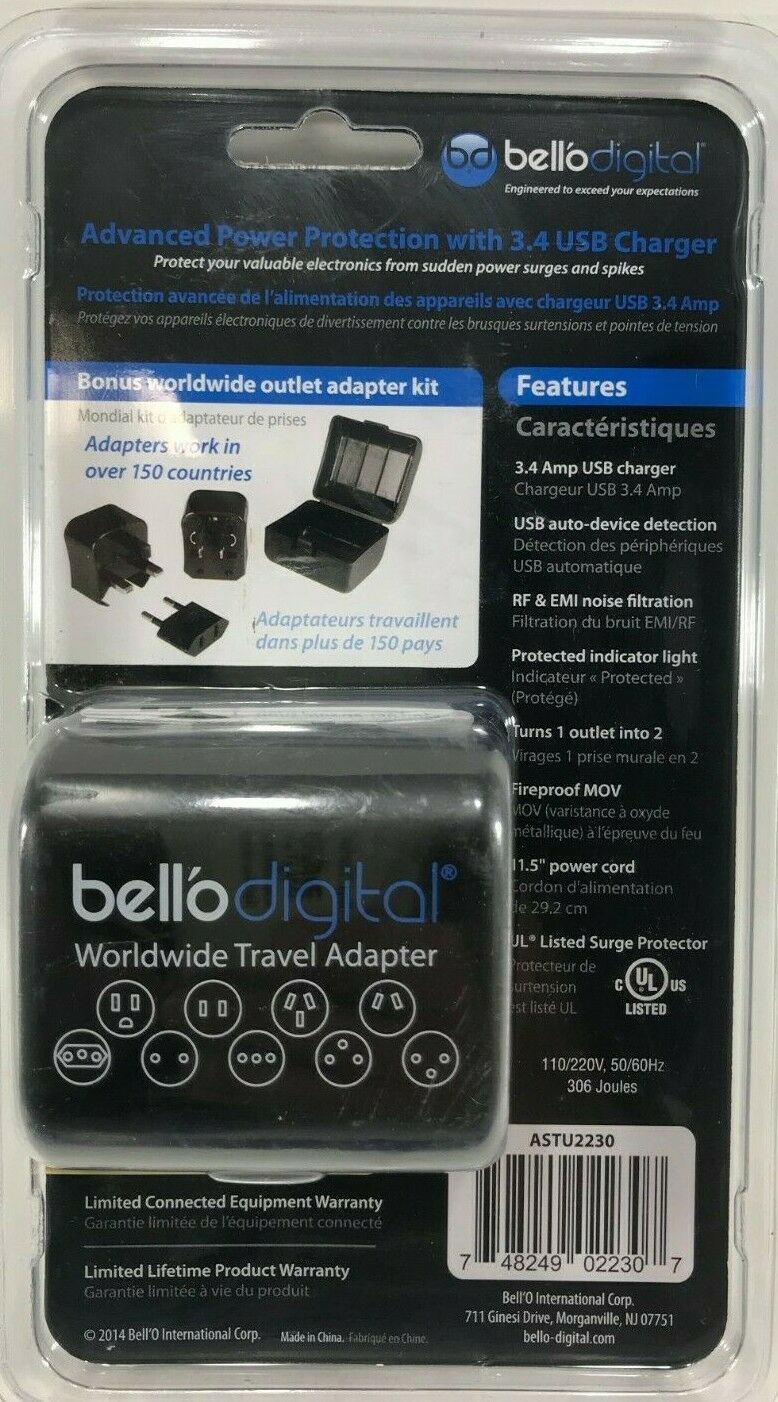 bd bell'o digital
Engineered to exceed your expectations
Advanced Power Protection with 3.4 USB Charger
Protect your valuable electronics from sudden power surges and spikes
Protection avancée de l'alimentation des appareils avec chargeur USB 3.4 Amp
Protégez vos appareils électroniques de divertissement contre les brusques surtensions et pointes de tension
Bonus worldwide outlet adapter kit
Mondial kit d'adaptateur de prises
Adapters work in
over 150 countries
Adaptateurs travaillent
dans plus de 150 pays
Features
Caractéristiques
3.4 Amp USB charger
Chargeur USB 3.4 Amp
USB auto-device detection
Détection des périphériques
USB automatique
RF & EMI noise filtration
Filtration du bruit EMI/RF
Protected indicator light
Indicateur « Protected »
(Protégé)
Turns 1 outlet into 2
Virages 1 prise murale en 2
Fireproof MOV
MOV (varistance à oxyde
métallique) à l'épreuve du feu
11.5" power cord
Cordon d'alimentation
de 29,2 cm
UL® Listed Surge Protector
Protecteur de
surtension
est listé UL
C UL US
LISTED
110/220V, 50/60Hz
306 Joules
bell'o digital®
Worldwide Travel Adapter
Limited Connected Equipment Warranty
Garantie limitée de l'équipement connecté
Limited Lifetime Product Warranty
Garantie limitée à vie du produit
© 2014 Bell'O International Corp. Made in China. Fabriqué en Chine.
ASTU2230
7 48249 02230 7
Bell'O International Corp.
711 Ginesi Drive, Morganville, NJ 07751
bello-digital.com